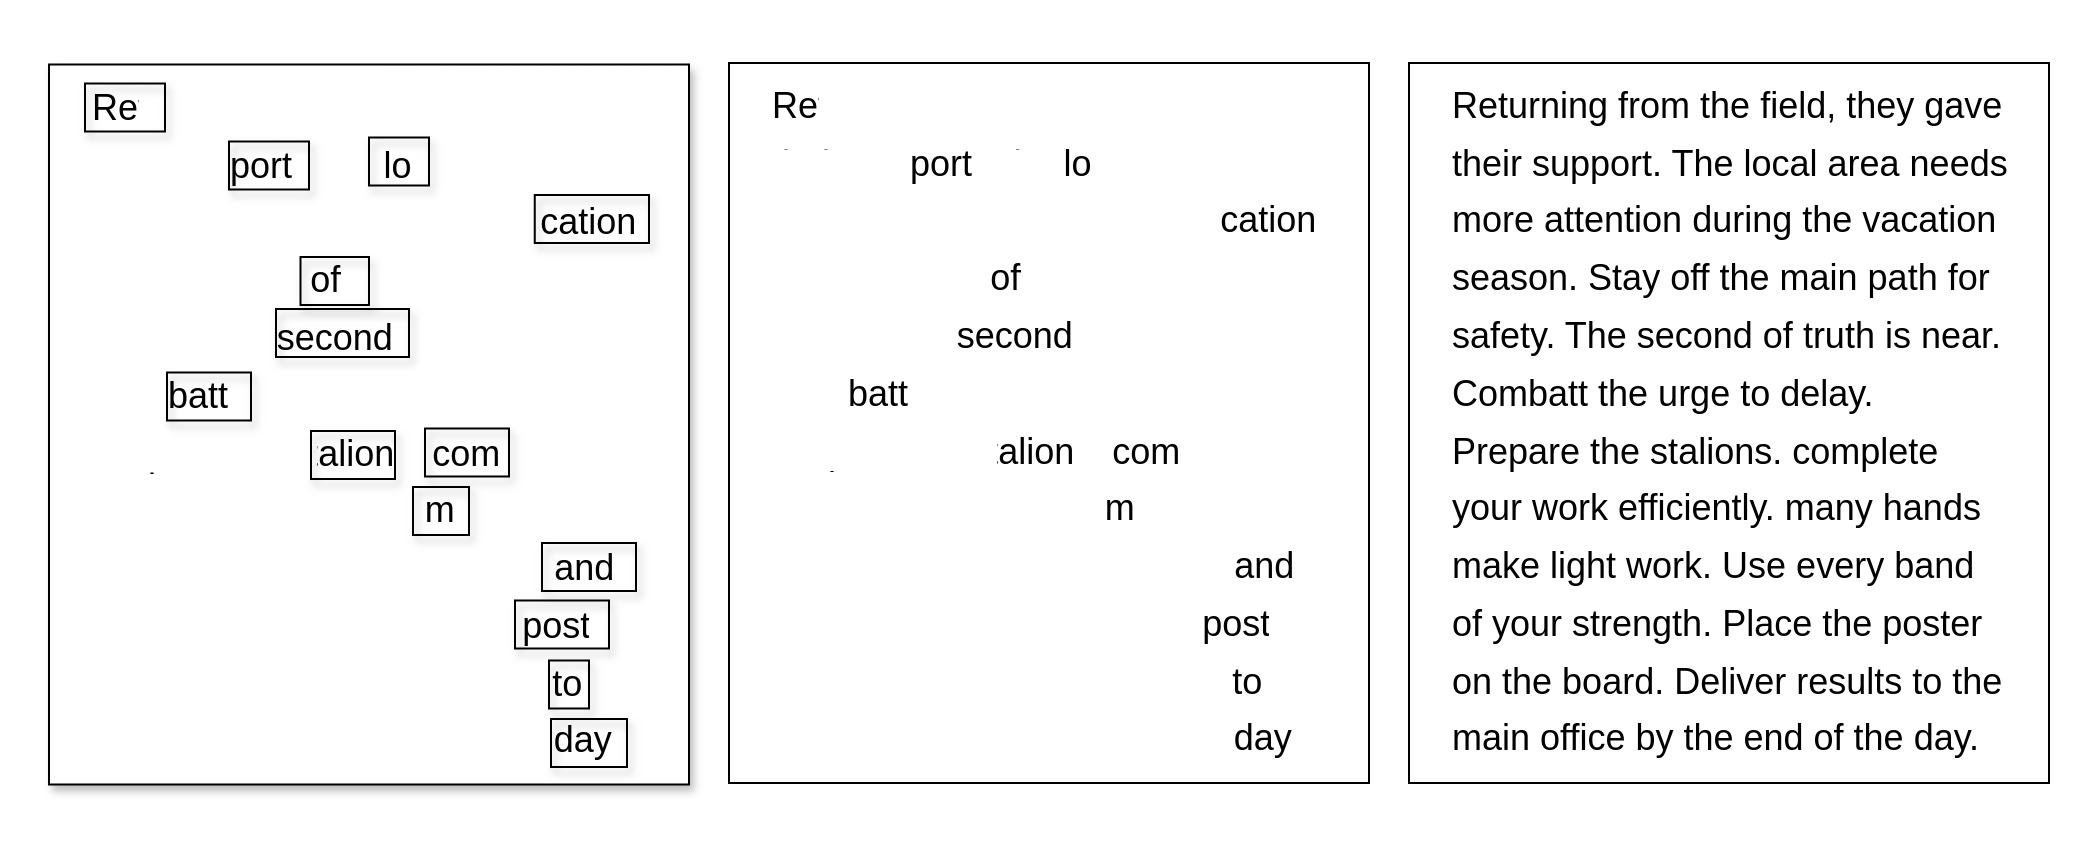 Re
port lo
cation
of
second
batt
alion com
m
and
post
to
day
Re
port lo
cation
of
second
batt
alion com
m
and
post
to
day
Returning from the field, they gave
their support. The local area needs
more attention during the vacation
season. Stay off the main path for
safety. The second of truth is near.
Combatt the urge to delay.
Prepare the stalions. complete
your work efficiently. many hands
make light work. Use every band
of your strength. Place the poster
on the board. Deliver results to the
main office by the end of the day.